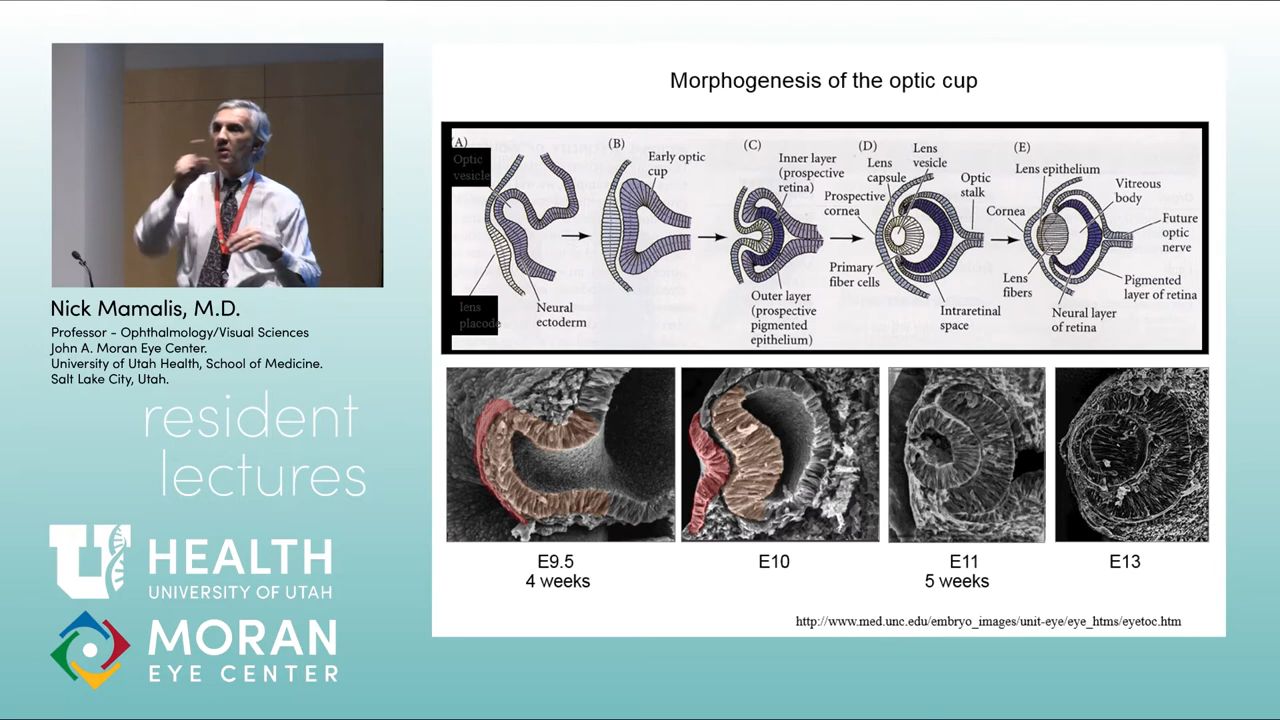 Morphogenesis of the optic cup
(A)
Optic
vesicle
lens
placode
Neural
ectoderm
(B)
Early optic
cup
(C)
Inner layer
(prospective
retina)
Outer layer
(prospective
pigmented
epithelium)
(D)
Lens
capsule
Lens
vesicle
Optic
stalk
Prospective
cornea
Primary
fiber cells
Intraretinal
space
(E)
Lens epithelium
Vitreous
body
Cornea
Future
optic
nerve
Lens
fibers
Pigmented
layer of retina
Neural layer
of retina
E9.5
4 weeks
E10
E11
5 weeks
E13
http://www.med.unc.edu/embryo_images/unit-eye/eye_htms/eyetoc.htm
Nick Mamalis, M.D.
Professor - Ophthalmology/Visual Sciences
John A. Moran Eye Center.
University of Utah Health, School of Medicine.
Salt Lake City, Utah.
resident
lectures
U
HEALTH
UNIVERSITY OF UTAH
MORAN
EYE CENTER